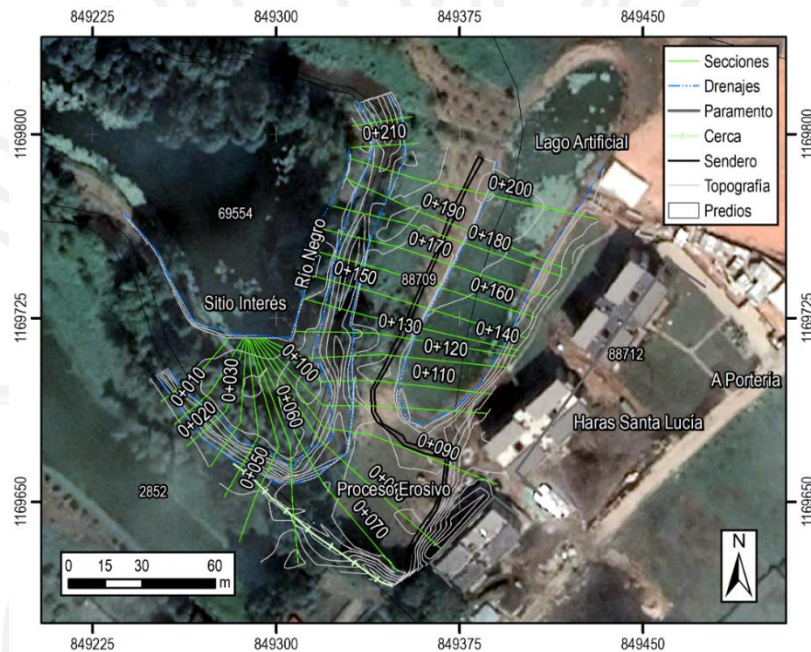 849225 849300 849375 849450
1169800
1169725
1169650
1169800
1169725
1169650
Secciones
Drenajes
Paramento
Cerca
Sendero
Topografía
Predios
Lago Artificial
0+210
0+200
0+190
69554
0+180
Río Negro
0+170
88709
0+150
0+160
Sitio Interés
0+130
0+140
0+120
0+100
0+110
88712
A Portería
0+010
0+030
0+020
0+060
Haras Santa Lucía
0+090
0+050
2852
Proceso Erosivo
0+070
0 15 30 60
m
N
849225 849300 849375 849450